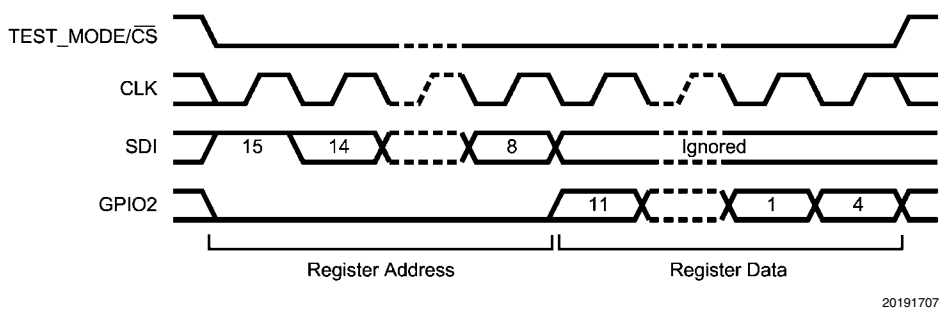 TEST_MODE/CS
CLK
SDI 15 14 8 Ignored
GPIO2 11 1 4
Register Address Register Data
20191707